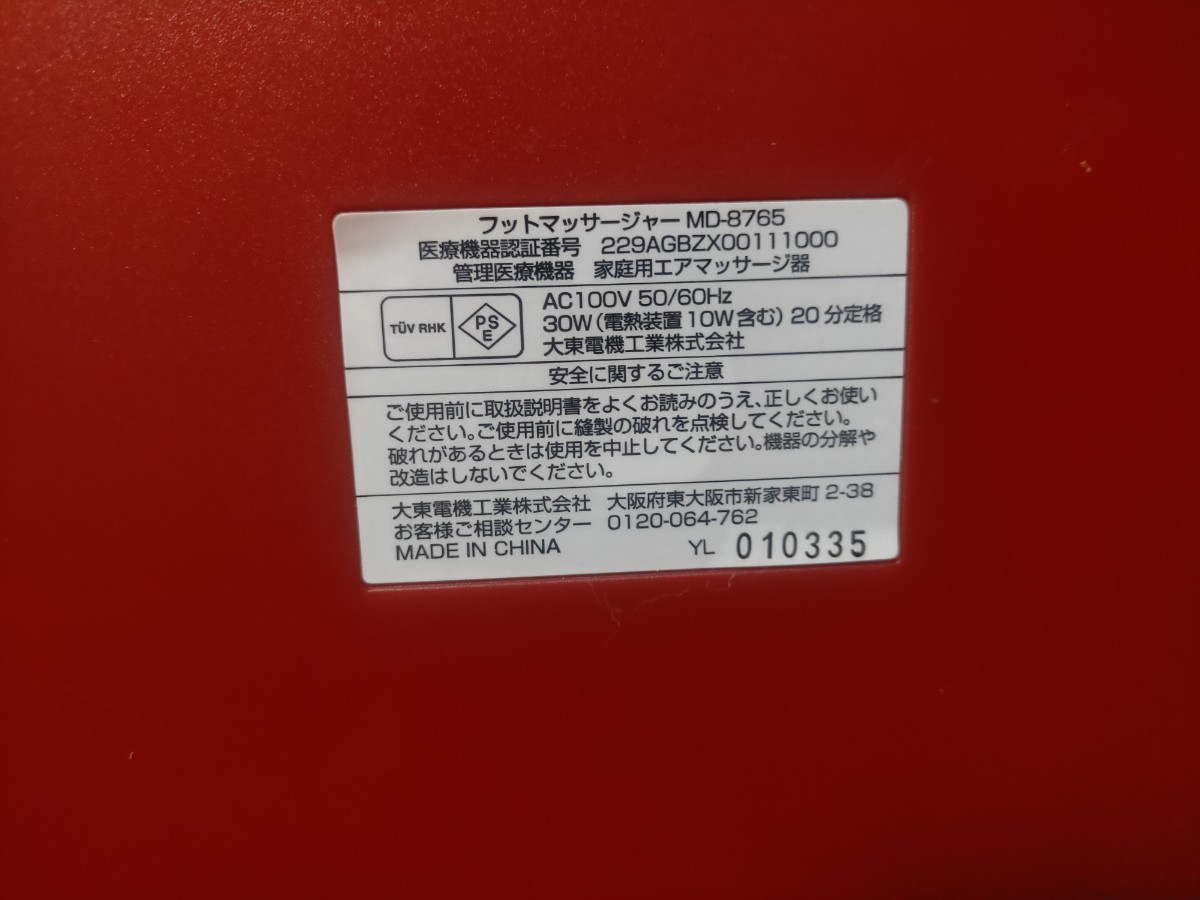 フットマッサージャー MD-8765
医療機器認証番号 229AGBZX00111000
管理医療機器 家庭用エアマッサージ器
TÜV RHK
PS
E
AC100V 50/60Hz
30W(電熱装置10W含む) 20分定格
大東電機工業株式会社
安全に関するご注意
ご使用前に取扱説明書をよくお読みのうえ、正しくお使い
ください。ご使用前に縫製の破れを点検してください。
破れがあるときは使用を中止してください。機器の分解や
改造はしないでください。
大東電機工業株式会社 大阪府東大阪市新家東町 2-38
お客様ご相談センター 0120-064-762
MADE IN CHINA YL 010335